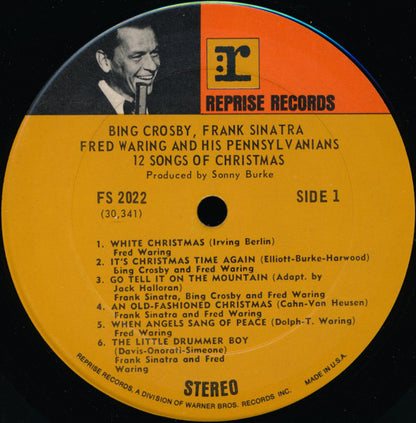 r:
REPRISE RECORDS
BING CROSBY, FRANK SINATRA
FRED WARING AND HIS PENNSYLVANIANS
12 SONGS OF CHRISTMAS
Produced by Sonny Burke
FS 2022 SIDE 1
(30,341)
1. WHITE CHRISTMAS (Irving Berlin)
Fred Waring
2. IT'S CHRISTMAS TIME AGAIN (Elliott-Burke-Harwood)
Bing Crosby and Fred Waring
3. GO TELL IT ON THE MOUNTAIN (Adapt. by
Jack Halloran)
Frank Sinatra, Bing Crosby and Fred Waring
4. AN OLD-FASHIONED CHRISTMAS (Cahn-Van Heusen)
Frank Sinatra and Fred Waring
5. WHEN ANGELS SANG OF PEACE (Dolph-T. Waring)
Fred Waring
6. THE LITTLE DRUMMER BOY
(Davis-Onorati-Simeone)
Frank Sinatra and Fred
Waring
STEREO
REPRISE RECORDS, A DIVISION OF WARNER BROS. RECORDS INC. MADE IN U.S.A.